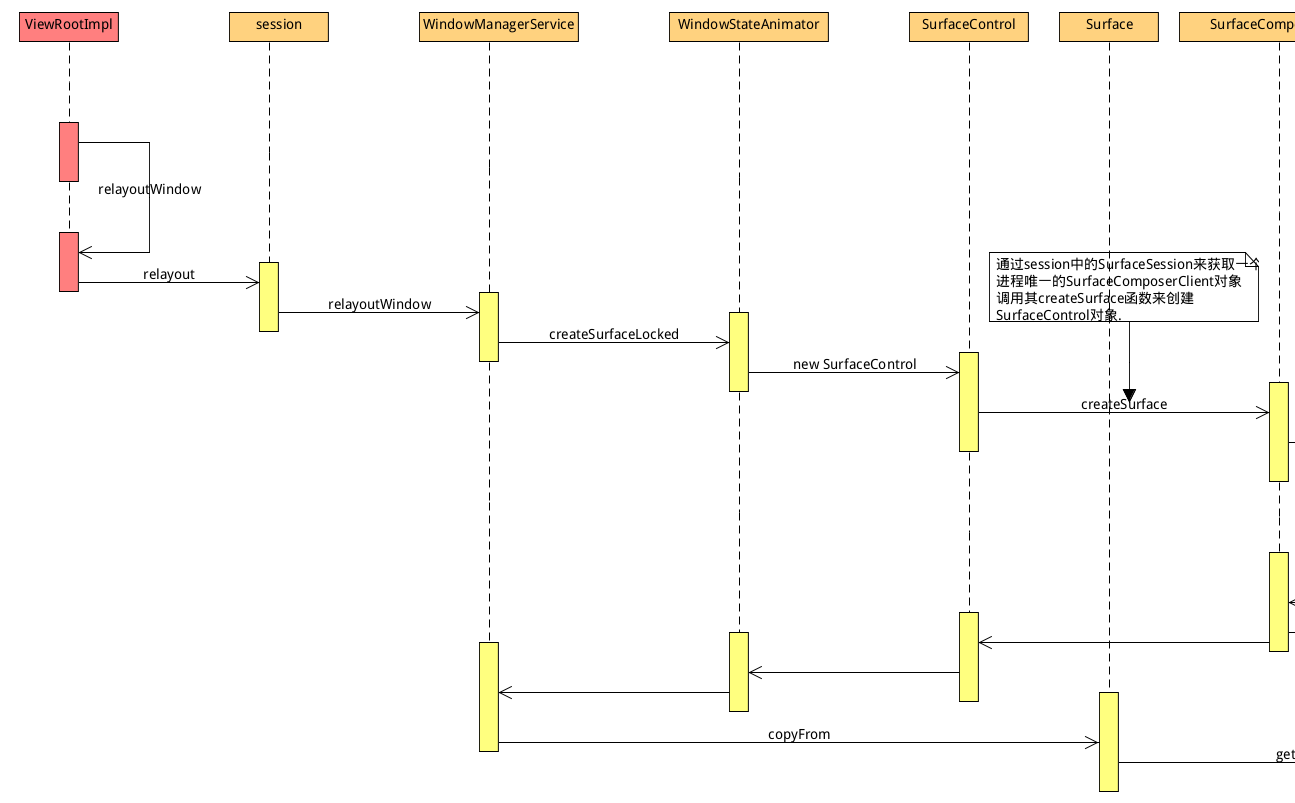 ViewRootImpl
session
WindowManagerService
WindowStateAnimator
SurfaceControl
Surface
SurfaceComp
relayoutWindow
relayout
relayoutWindow
createSurfaceLocked
new SurfaceControl
通过session中的SurfaceSession来获取一个
进程唯一的SurfaceComposerClient对象
调用其createSurface函数来创建
SurfaceControl对象.
createSurface
copyFrom
get